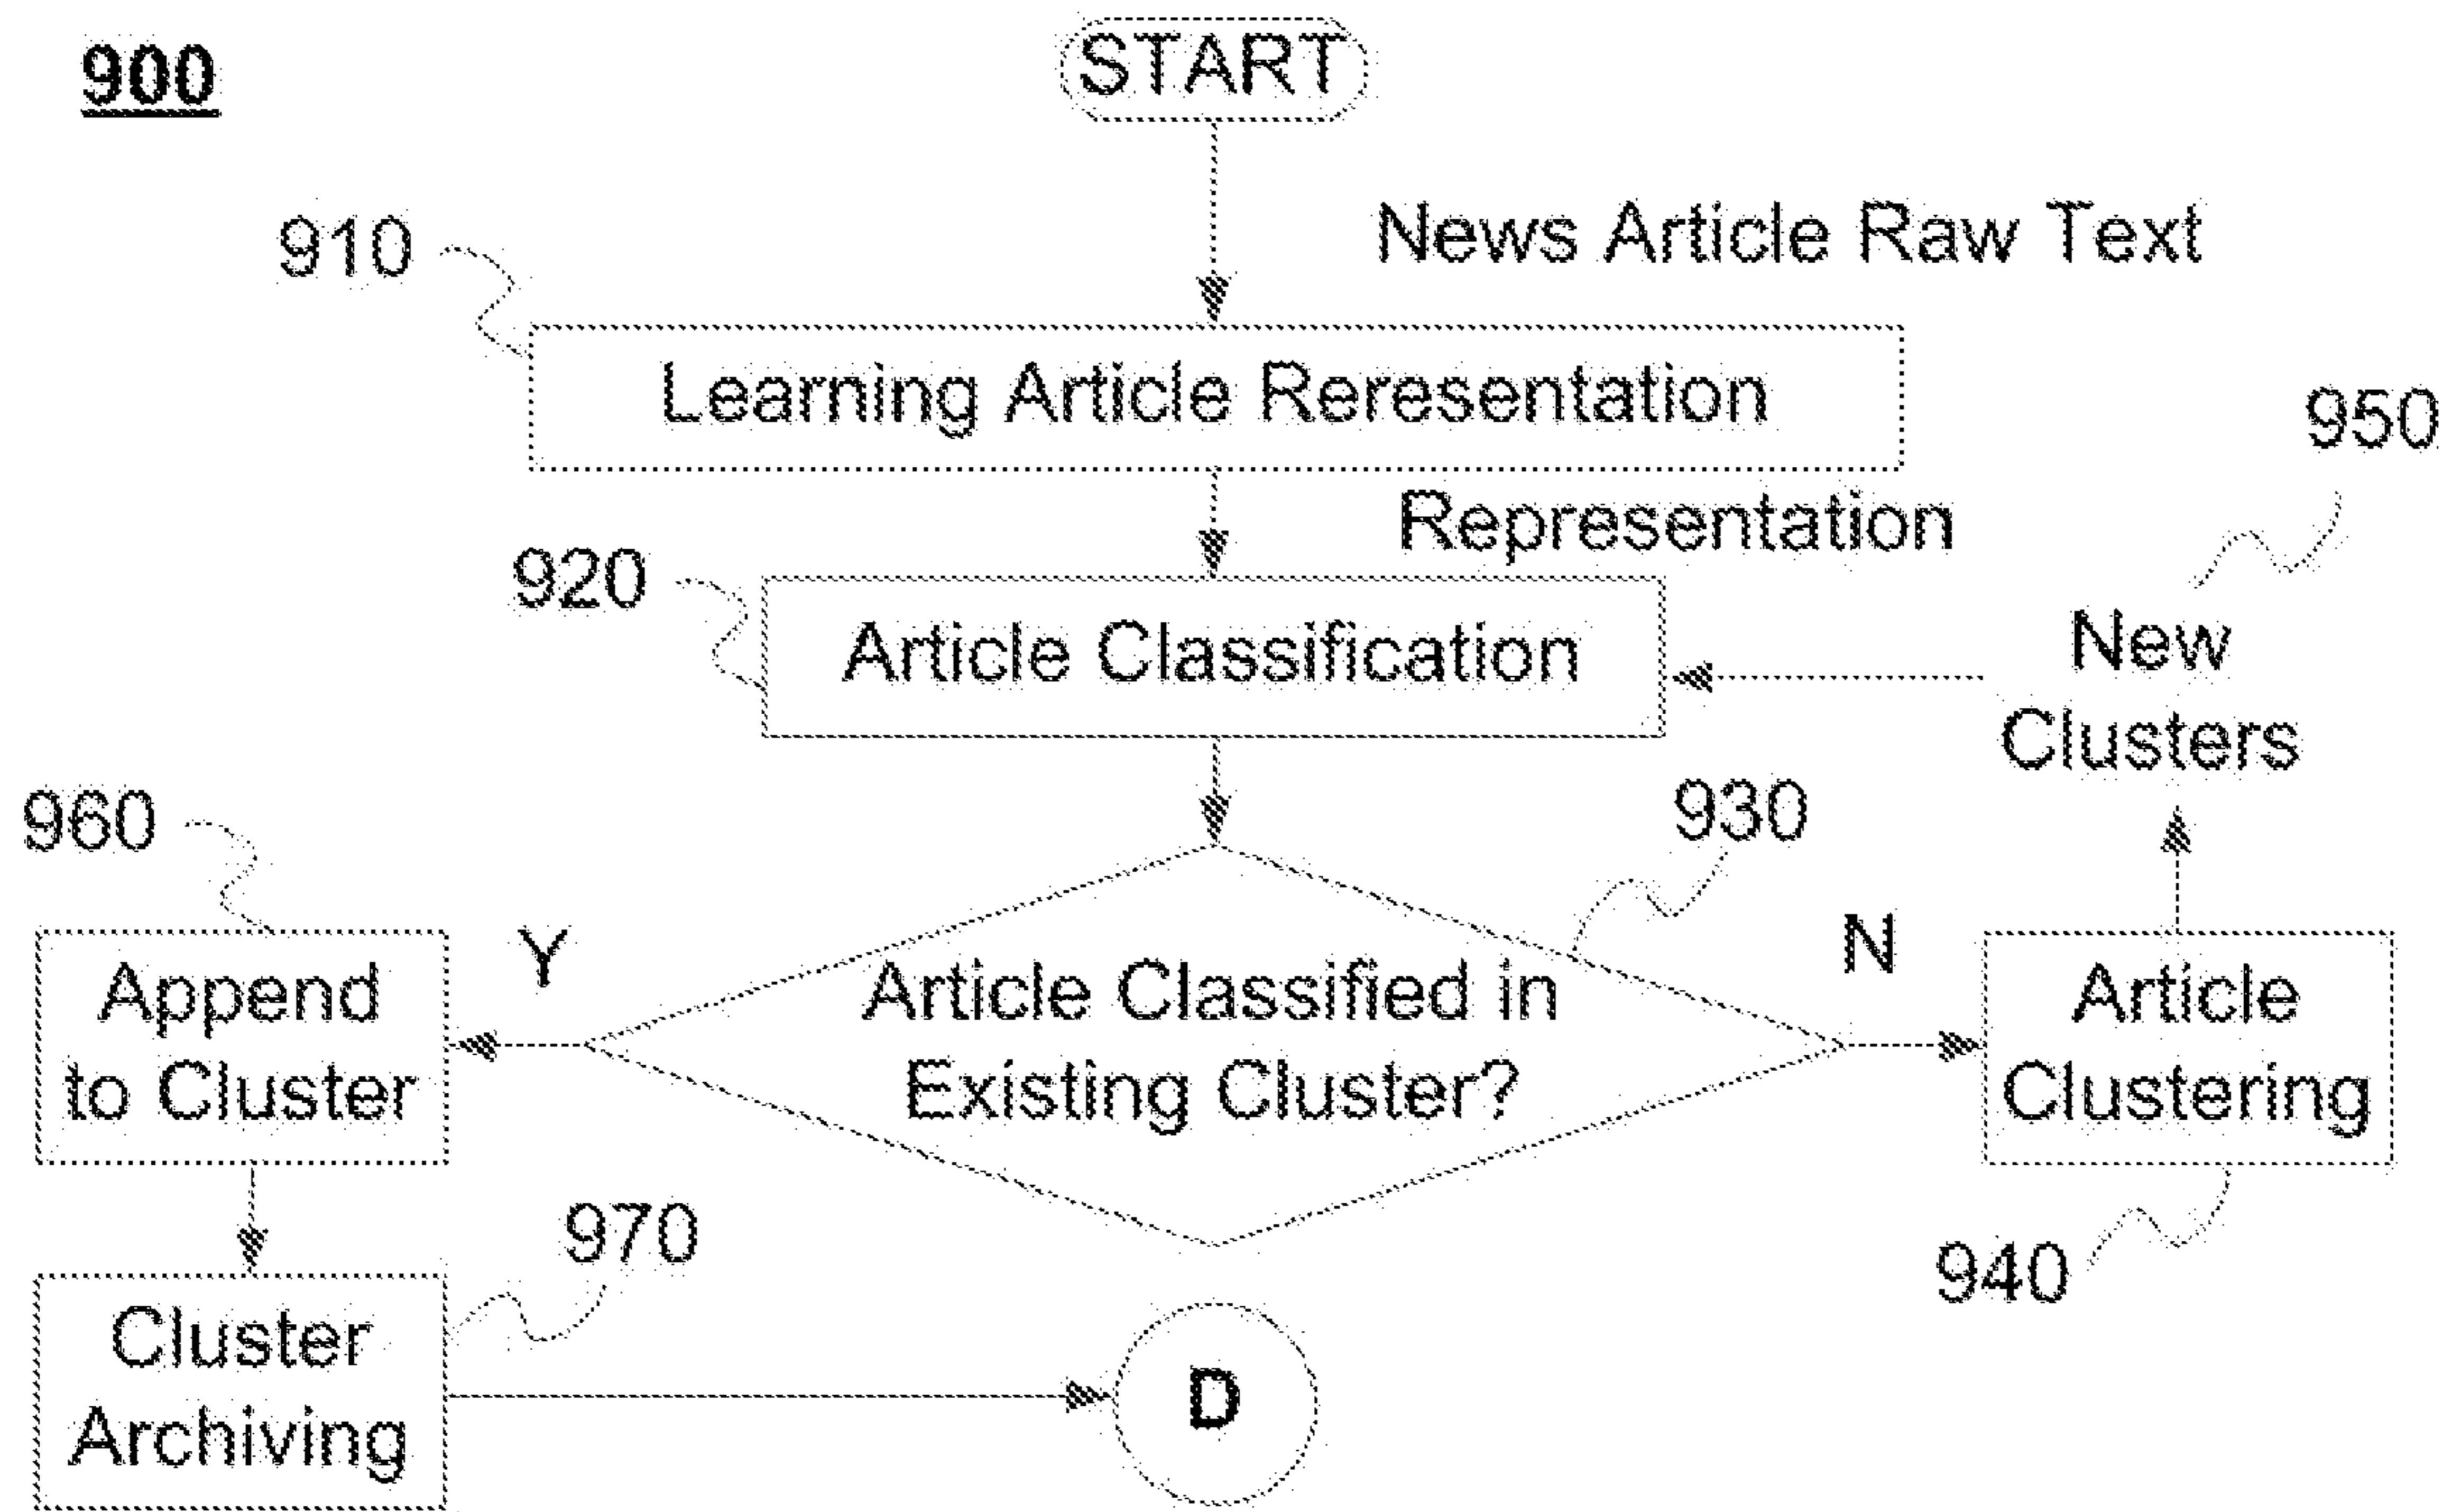 900
START
910
News Article Raw Text
Learning Article Reresentation
950
Representation
920
Article Classification
New
Clusters
930
960
Y
N
Append
to Cluster
Article Classified in
Existing Cluster?
Article
Clustering
970
940
Cluster
Archiving
D